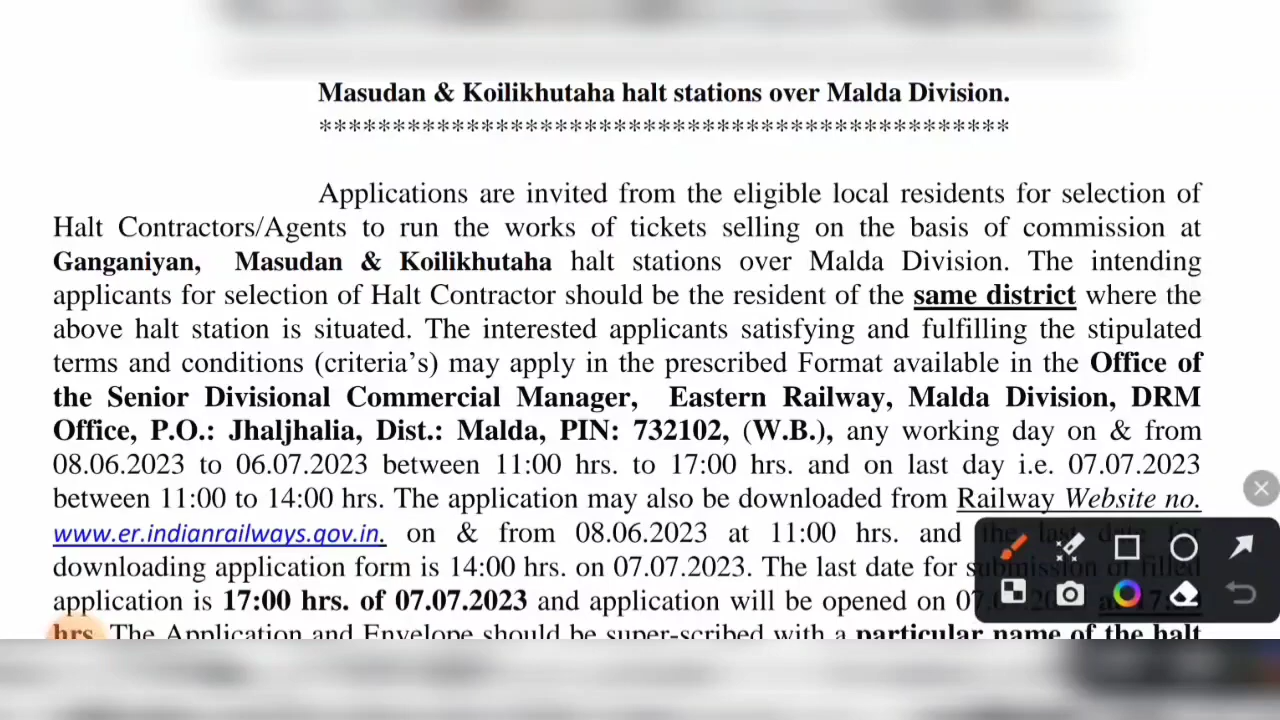 Masudan & Koilikhutaha halt stations over Malda Division.
***********************************************
Applications are invited from the eligible local residents for selection of
Halt Contractors/Agents to run the works of tickets selling on the basis of commission at
Ganganiyan, Masudan & Koilikhutaha halt stations over Malda Division. The intending
applicants for selection of Halt Contractor should be the resident of the same district where the
above halt station is situated. The interested applicants satisfying and fulfilling the stipulated
terms and conditions (criteria's) may apply in the prescribed Format available in the Office of
the Senior Divisional Commercial Manager, Eastern Railway, Malda Division, DRM
Office, P.O.: Jhaljhalia, Dist.: Malda, PIN: 732102, (W.B.), any working day on & from
08.06.2023 to 06.07.2023 between 11:00 hrs. to 17:00 hrs. and on last day i.e. 07.07.2023
between 11:00 to 14:00 hrs. The application may also be downloaded from Railway Website no.
www.er.indianrailways.gov.in. on & from 08.06.2023 at 11:00 hrs. and the last date for
downloading application form is 14:00 hrs. on 07.07.2023. The last date for submission of filled
application is 17:00 hrs. of 07.07.2023 and application will be opened on
hrs. The Application and Envelope should be super-scribed with a particular name of the halt